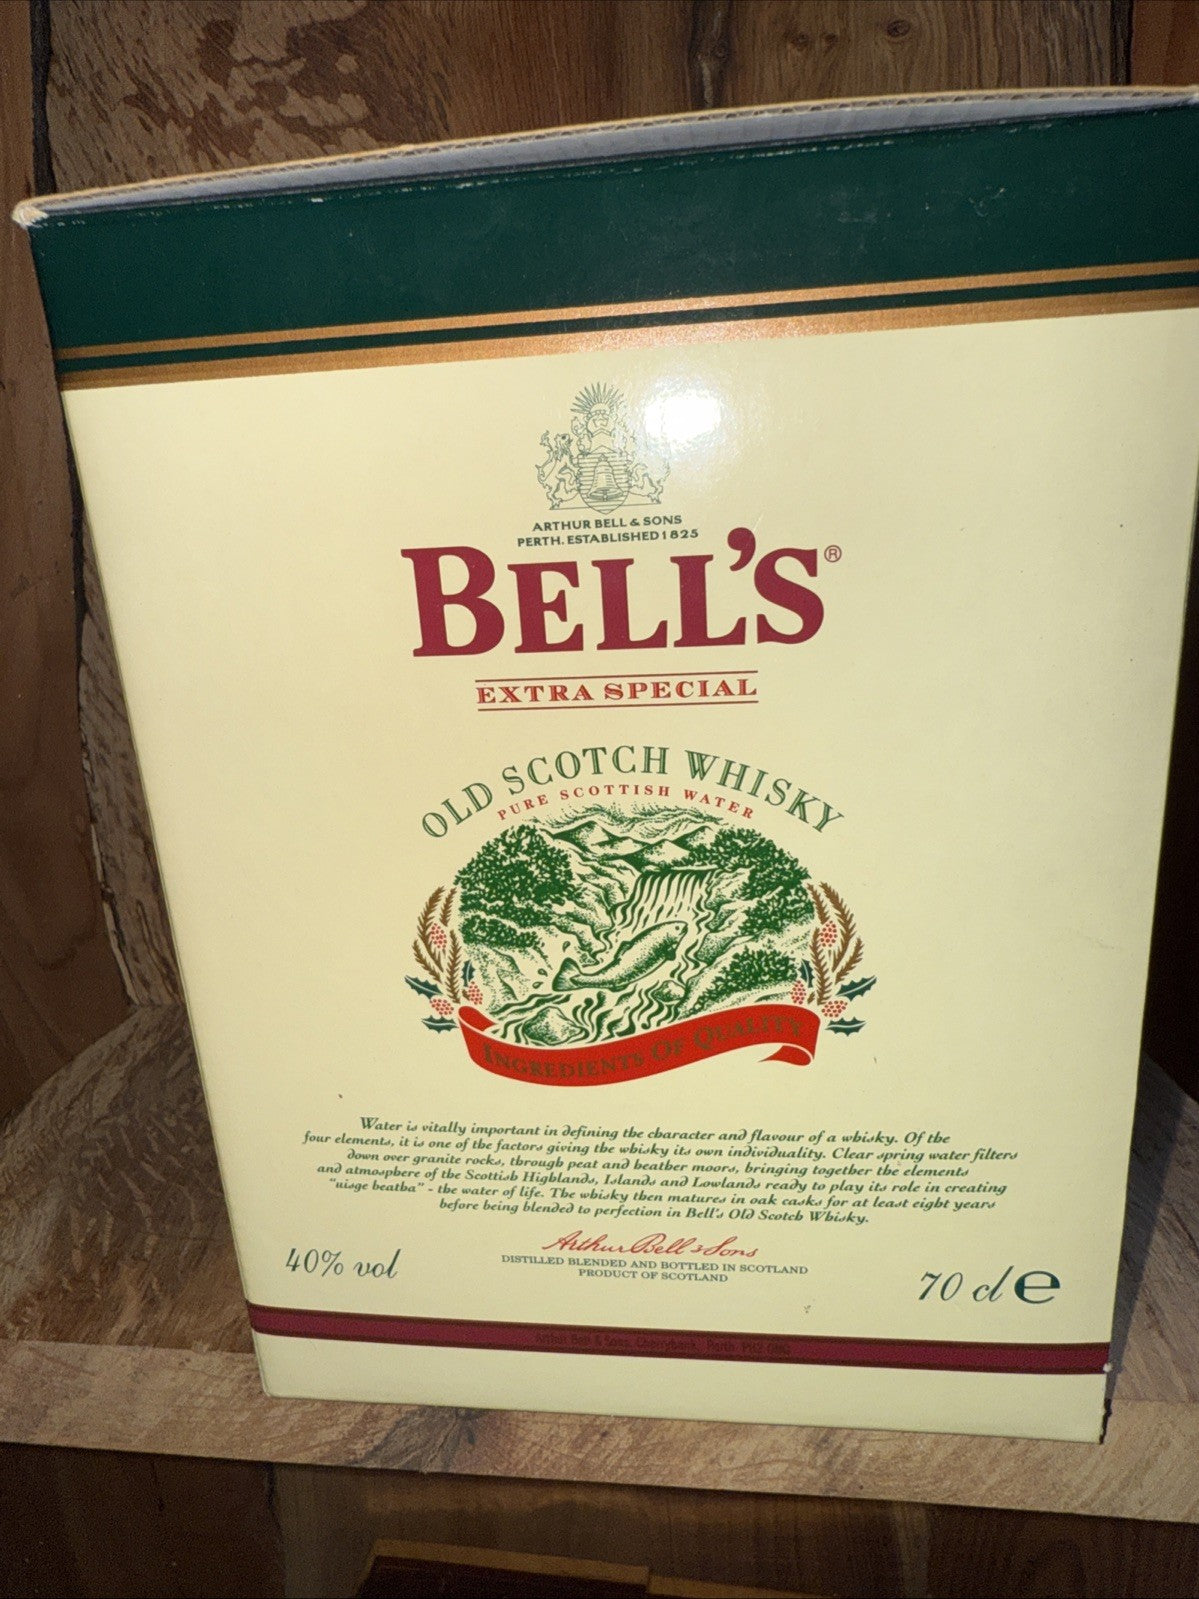 ARTHUR BELL & SONS
PERTH. ESTABLISHED 1825
BELL'S®
EXTRA SPECIAL
OLD SCOTCH WHISKY
PURE SCOTTISH WATER
INGREDIENTS OF QUALITY
Water is vitally important in defining the character and flavour of a whisky. Of the
four elements, it is one of the factors giving the whisky its own individuality. Clear spring water filters
down over granite rocks, through peat and heather moors, bringing together the elements
and atmosphere of the Scottish Highlands, Islands and Lowlands ready to play its role in creating
"uisge beatha" - the water of life. The whisky then matures in oak casks for at least eight years
before being blended to perfection in Bell's Old Scotch Whisky.
Arthur Bell & Sons
DISTILLED BLENDED AND BOTTLED IN SCOTLAND
PRODUCT OF SCOTLAND
40% vol
70 cl e
Arthur Bell & Sons, Cherrybank, Perth